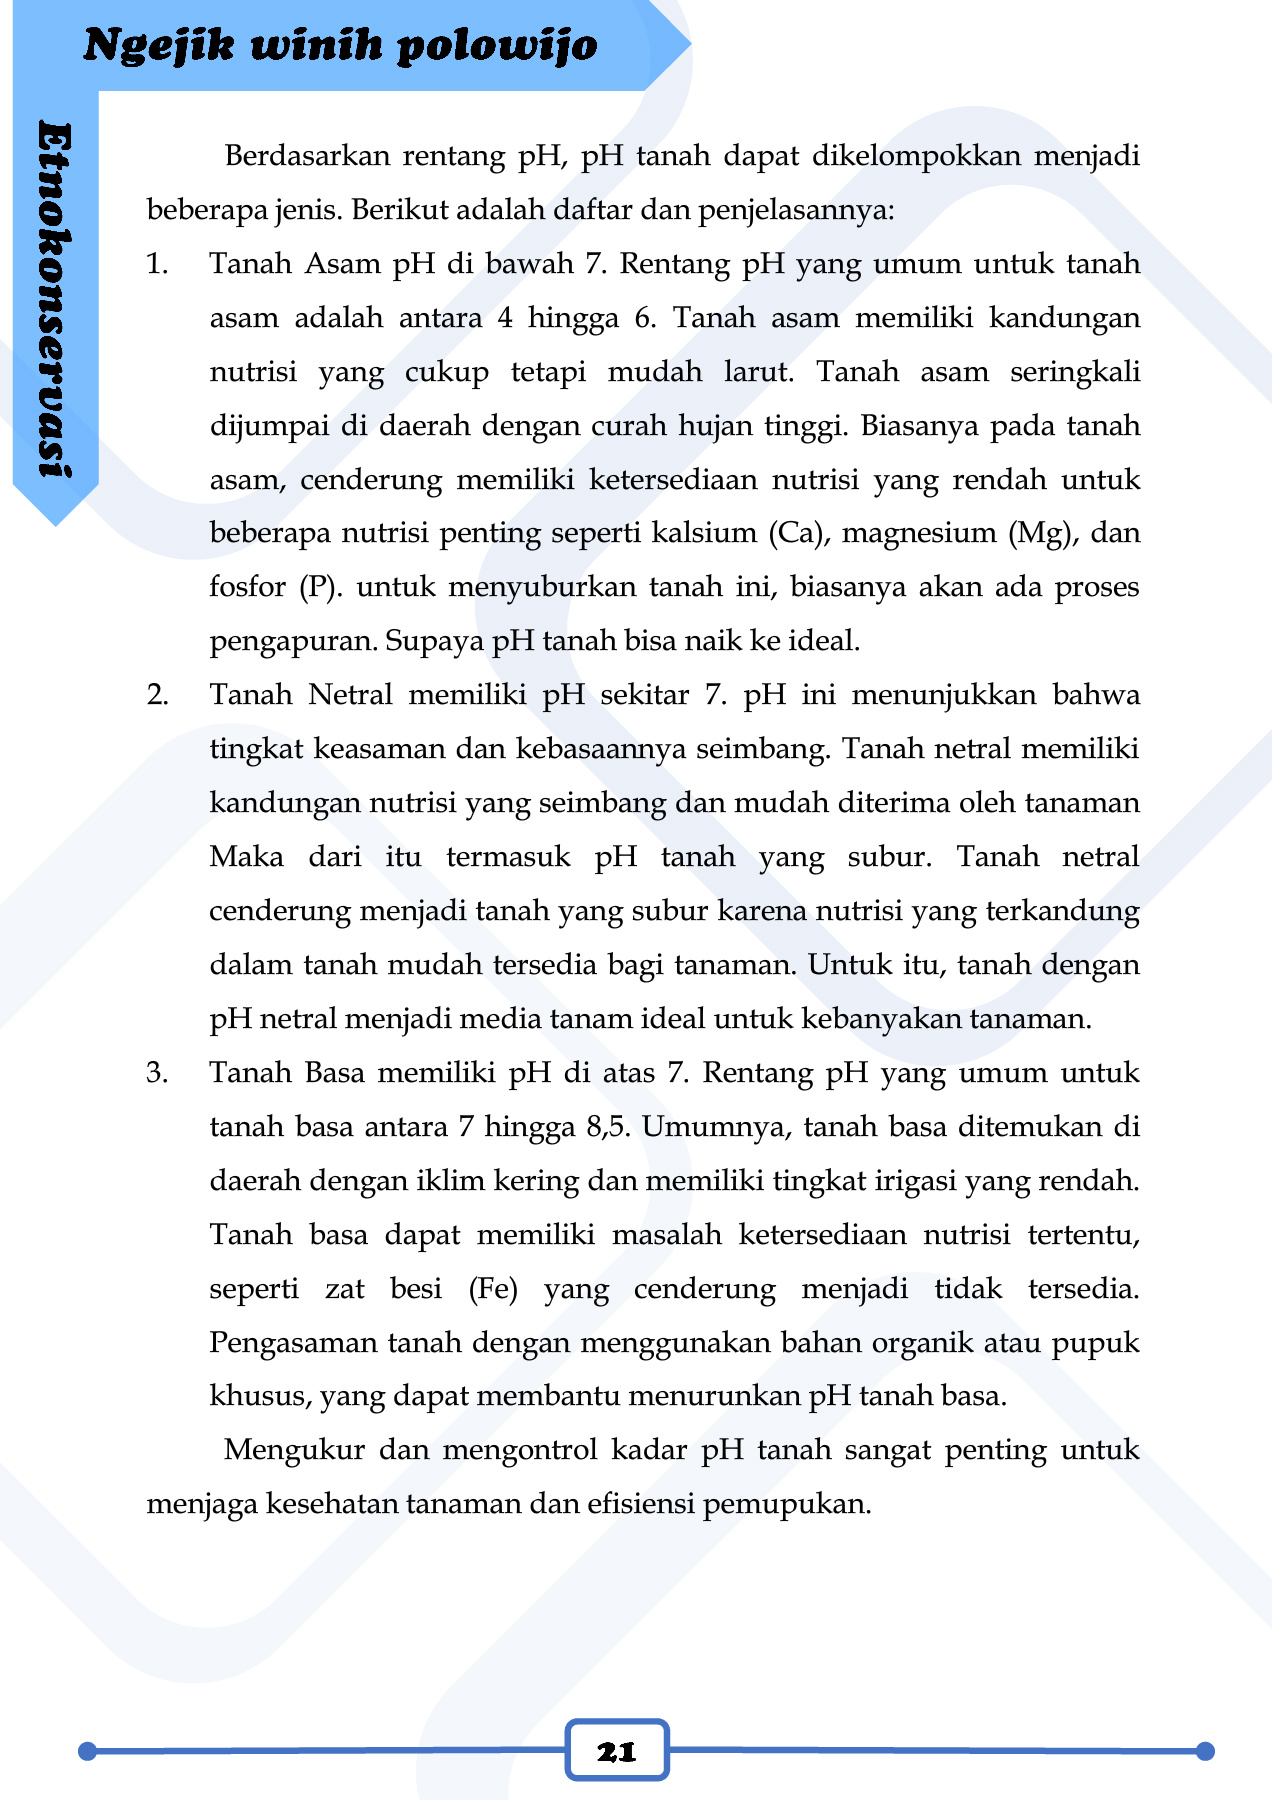 Ngejik winih polowijo
Etnokonservasi
Berdasarkan rentang pH, pH tanah dapat dikelompokkan menjadi
beberapa jenis. Berikut adalah daftar dan penjelasannya:
1. Tanah Asam pH di bawah 7. Rentang pH yang umum untuk tanah
asam adalah antara 4 hingga 6. Tanah asam memiliki kandungan
nutrisi yang cukup tetapi mudah larut. Tanah asam seringkali
dijumpai di daerah dengan curah hujan tinggi. Biasanya pada tanah
asam, cenderung memiliki ketersediaan nutrisi yang rendah untuk
beberapa nutrisi penting seperti kalsium (Ca), magnesium (Mg), dan
fosfor (P). untuk menyuburkan tanah ini, biasanya akan ada proses
pengapuran. Supaya pH tanah bisa naik ke ideal.
2. Tanah Netral memiliki pH sekitar 7. pH ini menunjukkan bahwa
tingkat keasaman dan kebasaannya seimbang. Tanah netral memiliki
kandungan nutrisi yang seimbang dan mudah diterima oleh tanaman
Maka dari itu termasuk pH tanah yang subur. Tanah netral
cenderung menjadi tanah yang subur karena nutrisi yang terkandung
dalam tanah mudah tersedia bagi tanaman. Untuk itu, tanah dengan
pH netral menjadi media tanam ideal untuk kebanyakan tanaman.
3. Tanah Basa memiliki pH di atas 7. Rentang pH yang umum untuk
tanah basa antara 7 hingga 8,5. Umumnya, tanah basa ditemukan di
daerah dengan iklim kering dan memiliki tingkat irigasi yang rendah.
Tanah basa dapat memiliki masalah ketersediaan nutrisi tertentu,
seperti zat besi (Fe) yang cenderung menjadi tidak tersedia.
Pengasaman tanah dengan menggunakan bahan organik atau pupuk
khusus, yang dapat membantu menurunkan pH tanah basa.
Mengukur dan mengontrol kadar pH tanah sangat penting untuk
menjaga kesehatan tanaman dan efisiensi pemupukan.
21